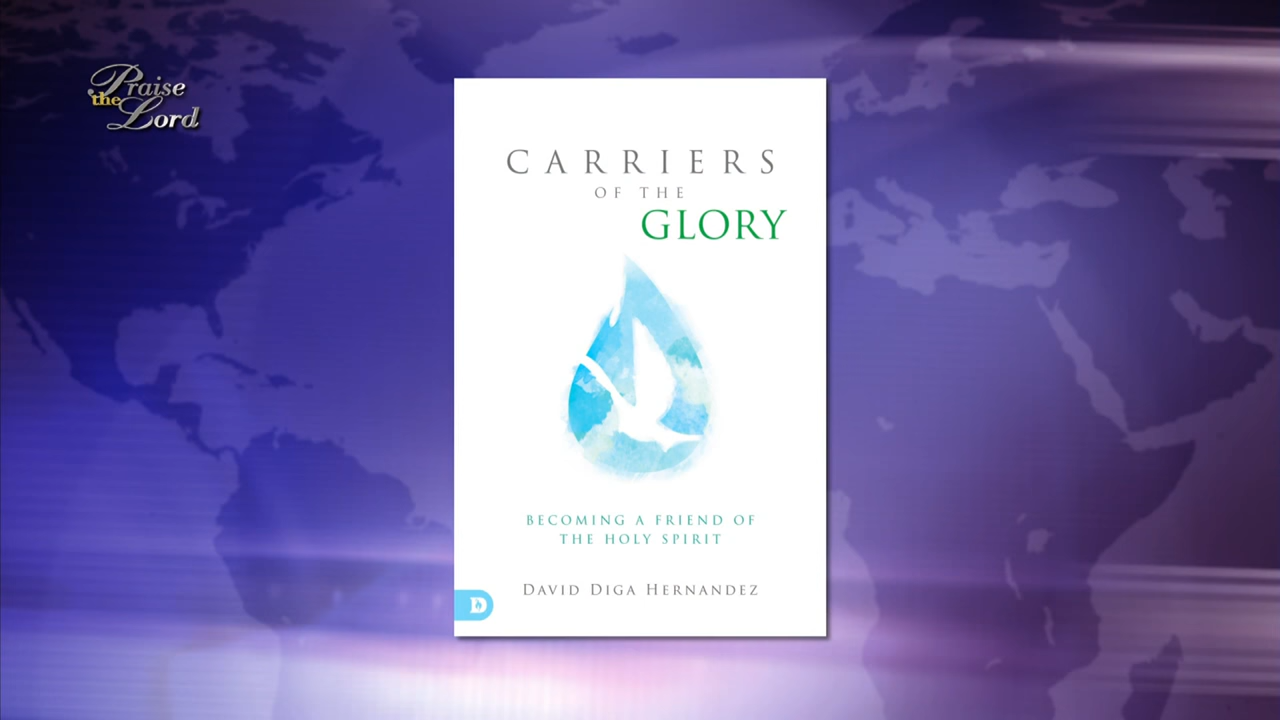 Praise
the
Lord
CARRIERS
OF THE
GLORY
BECOMING A FRIEND OF
THE HOLY SPIRIT
DAVID DIGA HERNANDEZ
D